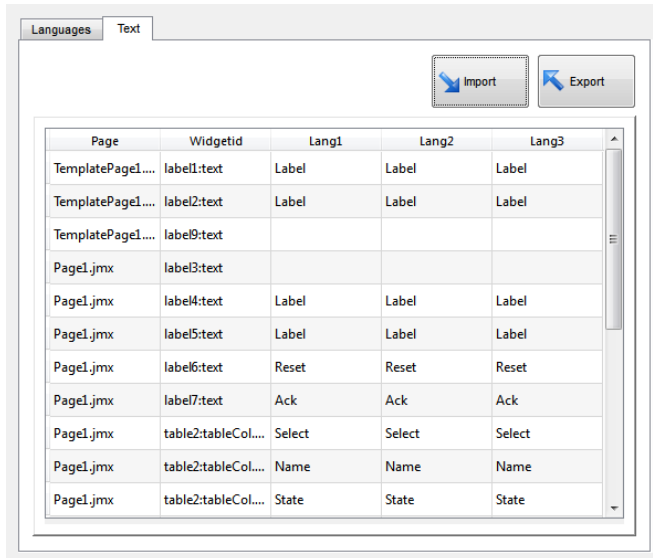 Languages Text
Import Export
Page Widgetid Lang1 Lang2 Lang3
TemplatePage1.... label1:text Label Label Label
TemplatePage1.... label2:text Label Label Label
TemplatePage1.... label9:text
Page1.jmx label3:text
Page1.jmx label4:text Label Label Label
Page1.jmx label5:text Label Label Label
Page1.jmx label6:text Reset Reset Reset
Page1.jmx label7:text Ack Ack Ack
Page1.jmx table2:tableCol.... Select Select Select
Page1.jmx table2:tableCol.... Name Name Name
Page1.jmx table2:tableCol.... State State State